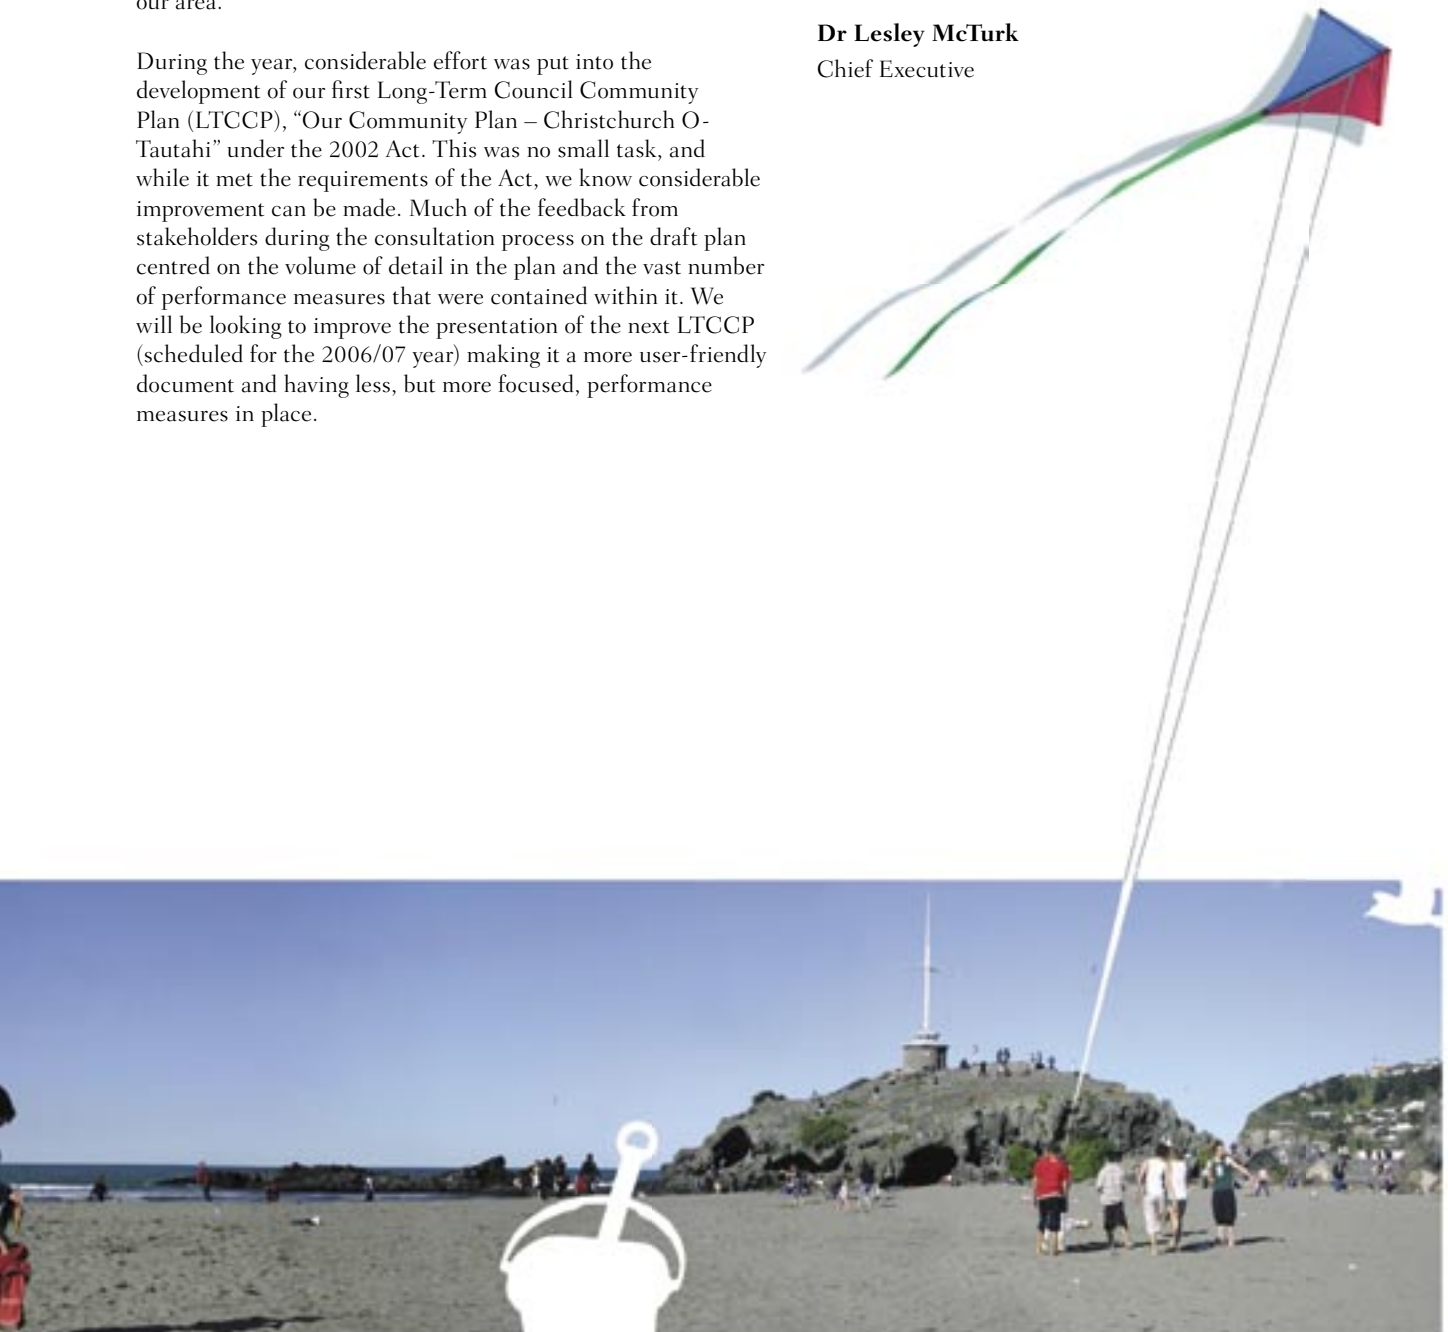 our area.
During the year, considerable effort was put into the
development of our first Long-Term Council Community
Plan (LTCCP), “Our Community Plan – Christchurch O-
Tautahi” under the 2002 Act. This was no small task, and
while it met the requirements of the Act, we know considerable
improvement can be made. Much of the feedback from
stakeholders during the consultation process on the draft plan
centred on the volume of detail in the plan and the vast number
of performance measures that were contained within it. We
will be looking to improve the presentation of the next LTCCP
(scheduled for the 2006/07 year) making it a more user-friendly
document and having less, but more focused, performance
measures in place.
Dr Lesley McTurk
Chief Executive